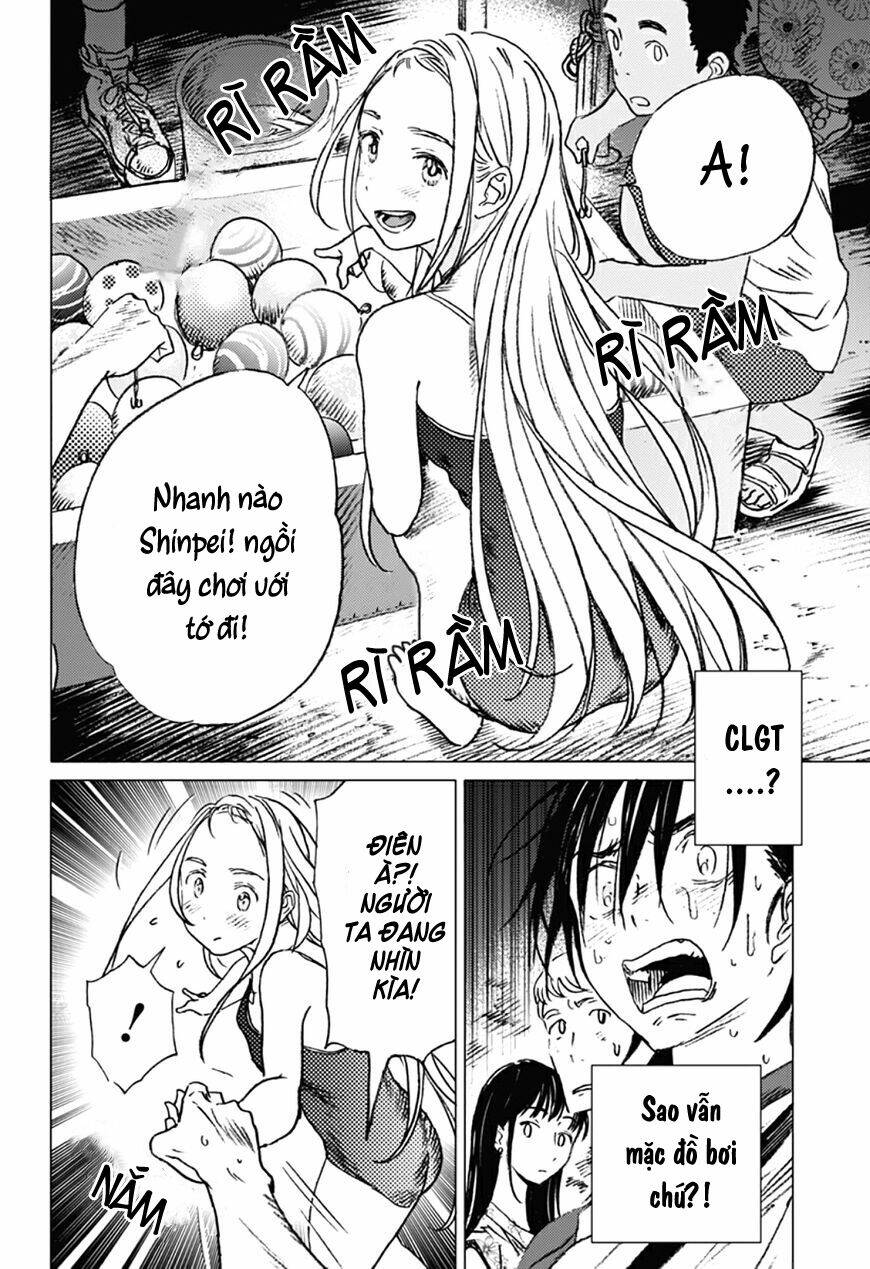 RÌ RẦM
A!
RÌ RẦM
Nhanh nào
Shinpei! ngồi
đây chơi với
tớ đi!
RÌ RẦM
CLGT
....?
ĐIÊN
À?!
NGƯỜI
TA ĐANG
NHÌN
KÌA!
!
NẮM
Sao vẫn
mặc đồ bơi
chứ?!